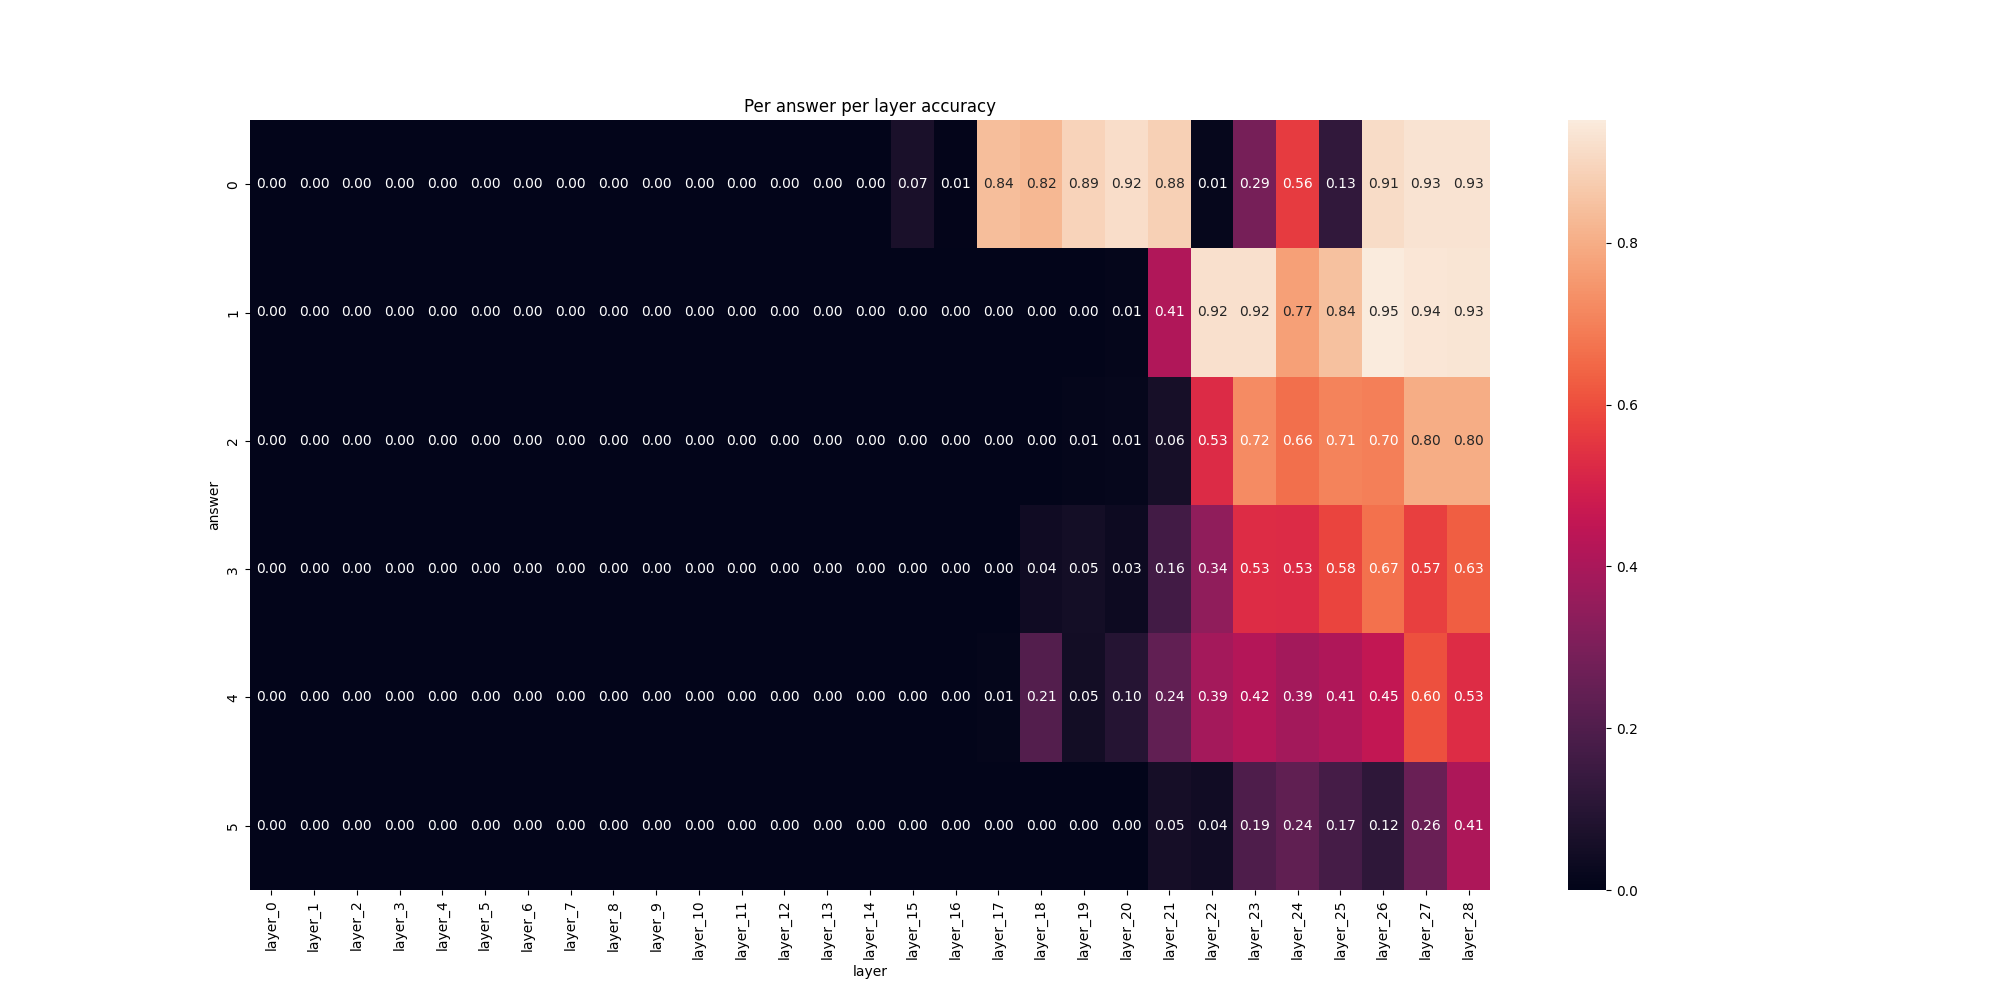 Per answer per layer accuracy
0 0.00 0.00 0.00 0.00 0.00 0.00 0.00 0.00 0.00 0.00 0.00 0.00 0.00 0.00 0.00 0.07 0.01 0.84 0.82 0.89 0.92 0.88 0.01 0.29 0.56 0.13 0.91 0.93 0.93
1 0.00 0.00 0.00 0.00 0.00 0.00 0.00 0.00 0.00 0.00 0.00 0.00 0.00 0.00 0.00 0.00 0.00 0.00 0.00 0.00 0.01 0.41 0.92 0.92 0.77 0.84 0.95 0.94 0.93
2 0.00 0.00 0.00 0.00 0.00 0.00 0.00 0.00 0.00 0.00 0.00 0.00 0.00 0.00 0.00 0.00 0.00 0.00 0.00 0.01 0.01 0.06 0.53 0.72 0.66 0.71 0.70 0.80 0.80
3 0.00 0.00 0.00 0.00 0.00 0.00 0.00 0.00 0.00 0.00 0.00 0.00 0.00 0.00 0.00 0.00 0.00 0.00 0.04 0.05 0.03 0.16 0.34 0.53 0.53 0.58 0.67 0.57 0.63
4 0.00 0.00 0.00 0.00 0.00 0.00 0.00 0.00 0.00 0.00 0.00 0.00 0.00 0.00 0.00 0.00 0.00 0.01 0.21 0.05 0.10 0.24 0.39 0.42 0.39 0.41 0.45 0.60 0.53
5 0.00 0.00 0.00 0.00 0.00 0.00 0.00 0.00 0.00 0.00 0.00 0.00 0.00 0.00 0.00 0.00 0.00 0.00 0.00 0.00 0.00 0.05 0.04 0.19 0.24 0.17 0.12 0.26 0.41
answer
layer_0 layer_1 layer_2 layer_3 layer_4 layer_5 layer_6 layer_7 layer_8 layer_9 layer_10 layer_11 layer_12 layer_13 layer_14 layer_15 layer_16 layer_17 layer_18 layer_19 layer_20 layer_21 layer_22 layer_23 layer_24 layer_25 layer_26 layer_27 layer_28
layer
0.8
0.6
0.4
0.2
0.0